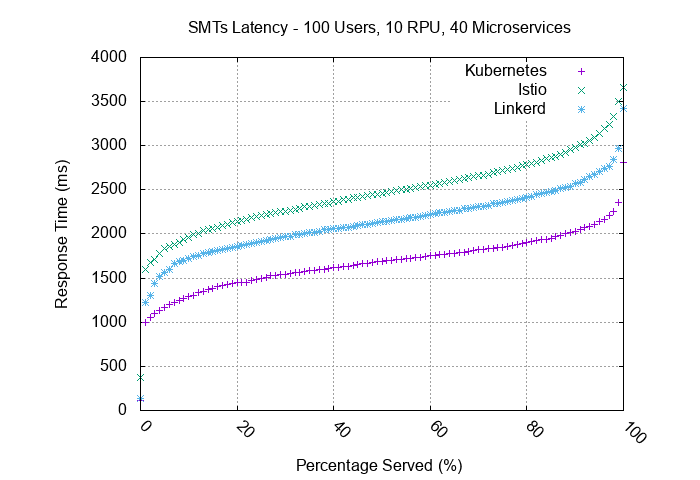 SMTs Latency - 100 Users, 10 RPU, 40 Microservices
4000
3500
3000
2500
2000
1500
1000
500
0
Response Time (ms)
Kubernetes
Istio
Linkerd
0
20
40
60
80
100
Percentage Served (%)